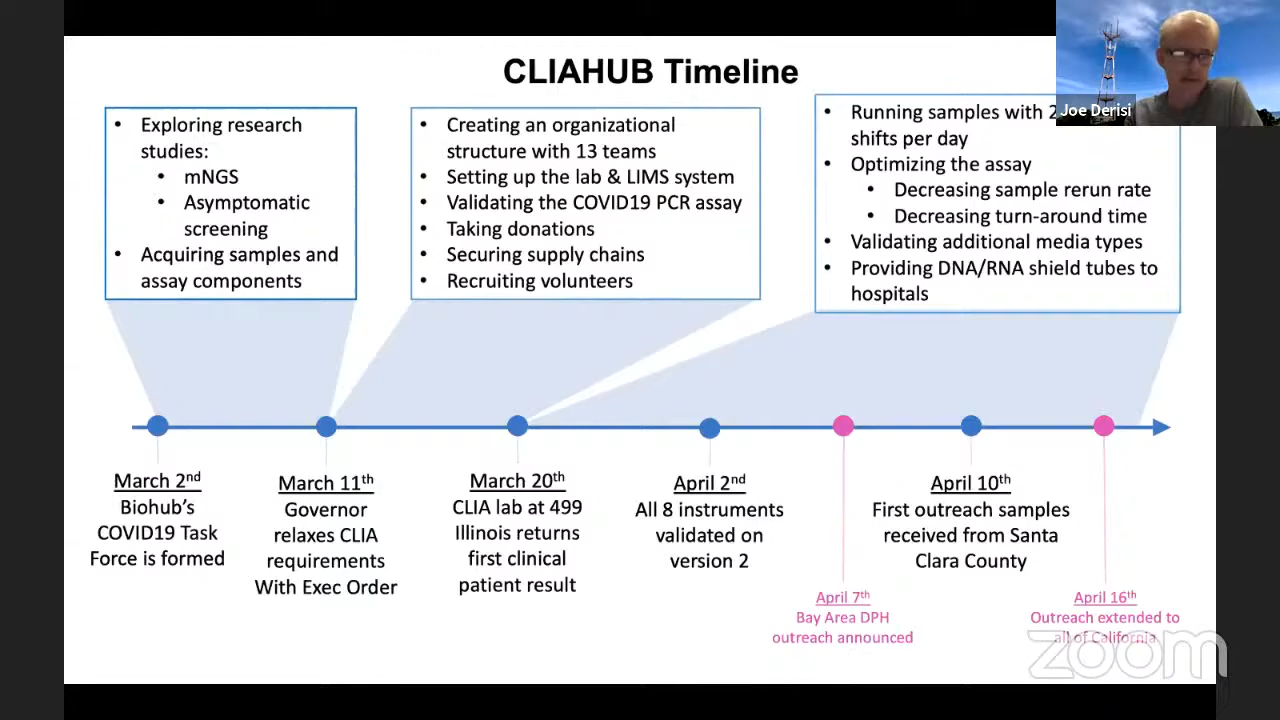 CLIAHUB Timeline
Joe Derisi
• Exploring research
studies:
• mNGS
• Asymptomatic
screening
• Acquiring samples and
assay components
• Creating an organizational
structure with 13 teams
• Setting up the lab & LIMS system
• Validating the COVID19 PCR assay
• Taking donations
• Securing supply chains
• Recruiting volunteers
• Running samples with 2
shifts per day
• Optimizing the assay
• Decreasing sample rerun rate
• Decreasing turn-around time
• Validating additional media types
• Providing DNA/RNA shield tubes to
hospitals
March 2nd
Biohub's
COVID19 Task
Force is formed
March 11th
Governor
relaxes CLIA
requirements
With Exec Order
March 20th
CLIA lab at 499
Illinois returns
first clinical
patient result
April 2nd
All 8 instruments
validated on
version 2
April 7th
Bay Area DPH
outreach announced
April 10th
First outreach samples
received from Santa
Clara County
April 16th
Outreach extended to
all of California
zoom